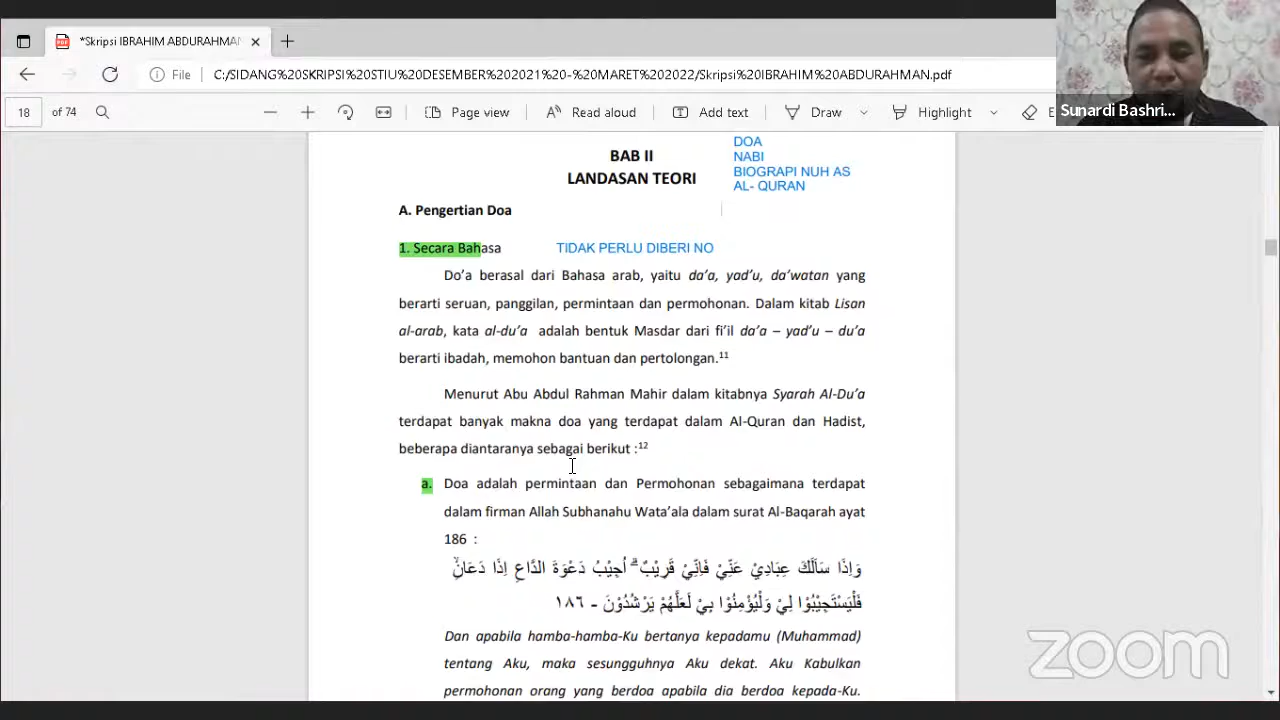 *Skripsi IBRAHIM ABDURAHMAN
File
C:/SIDANG%20SKRIPSI%20STIU%20DESEMBER%202021%20-%20MARET%202022/Skripsi%20IBRAHIM%20ABDURAHMAN.pdf
18 of 74
Page view
Read aloud
Add text
Draw
Highlight
Sunardi Bashri...
BAB II
LANDASAN TEORI
DOA
NABI
BIOGRAPI NUH AS
AL- QURAN
A. Pengertian Doa
1. Secara Bahasa
TIDAK PERLU DIBERI NO
Do’a berasal dari Bahasa arab, yaitu da’a, yad’u, da’watan yang
berarti seruan, panggilan, permintaan dan permohonan. Dalam kitab Lisan
al-arab, kata al-du’a adalah bentuk Masdar dari fi’il da’a – yad’u – du’a
berarti ibadah, memohon bantuan dan pertolongan.11
Menurut Abu Abdul Rahman Mahir dalam kitabnya Syarah Al-Du’a
terdapat banyak makna doa yang terdapat dalam Al-Quran dan Hadist,
beberapa diantaranya sebagai berikut :12
a. Doa adalah permintaan dan Permohonan sebagaimana terdapat
dalam firman Allah Subhanahu Wata’ala dalam surat Al-Baqarah ayat
186 :
وَاِذَا سَاَلَكَ عِبَادِيْ عَنِّيْ فَاِنِّيْ قَرِيْبٌ ۗ اُجِيْبُ دَعْوَةَ الدَّاعِ اِذَا دَعَانِۙ
فَلْيَسْتَجِيْبُوْا لِيْ وَلْيُؤْمِنُوْا بِيْ لَعَلَّهُمْ يَرْشُدُوْنَ - ١٨٦
Dan apabila hamba-hamba-Ku bertanya kepadamu (Muhammad)
tentang Aku, maka sesungguhnya Aku dekat. Aku Kabulkan
permohonan orang yang berdoa apabila dia berdoa kepada-Ku.
zoom